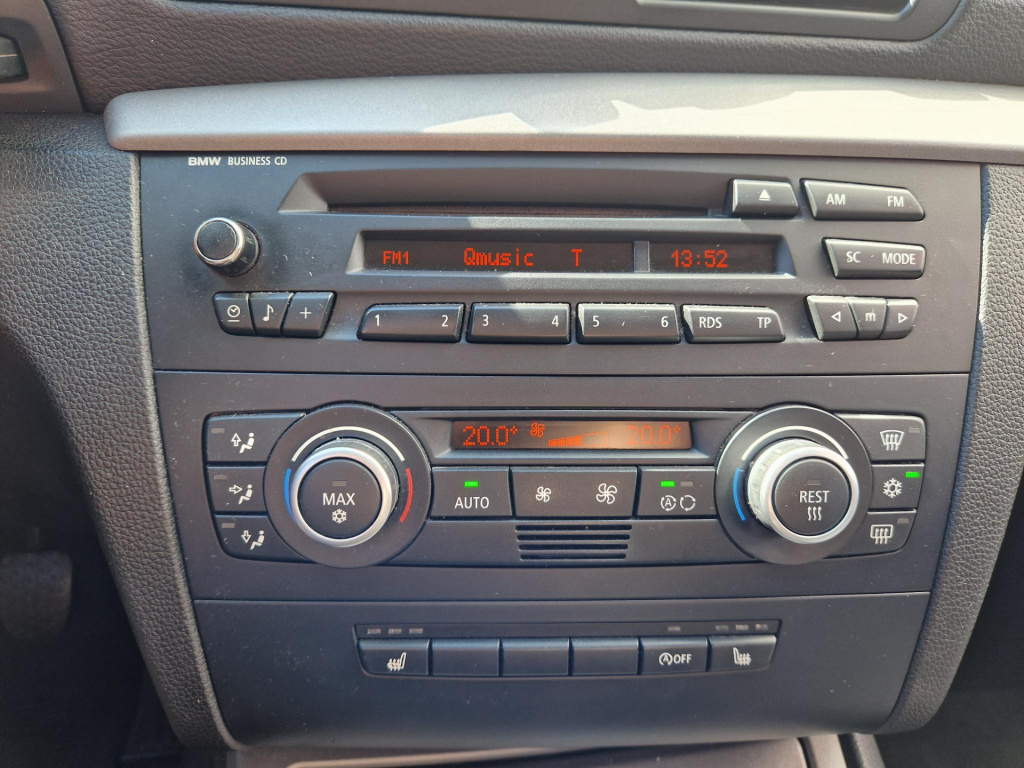 BMW BUSINESS CD
AM FM
FM1 Qmusic T 13:52
SC MODE
1 2 3 4 5 6 RDS TP
m
20.0° 20.0°
MAX
AUTO
A
REST
A OFF